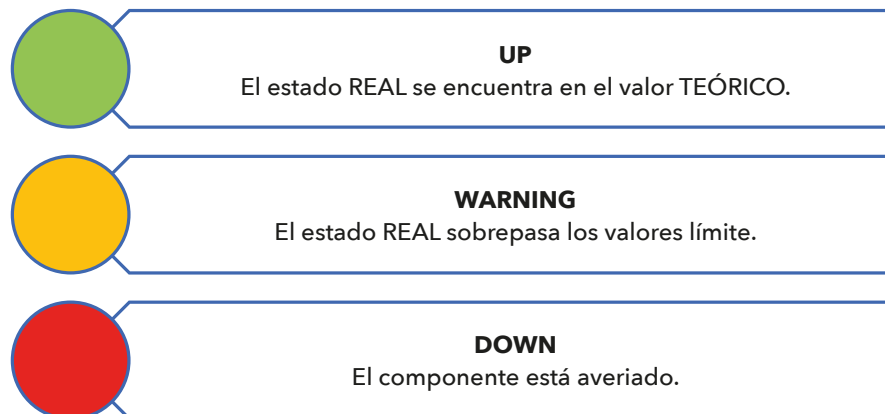 UP
El estado REAL se encuentra en el valor TEÓRICO.
WARNING
El estado REAL sobrepasa los valores límite.
DOWN
El componente está averiado.